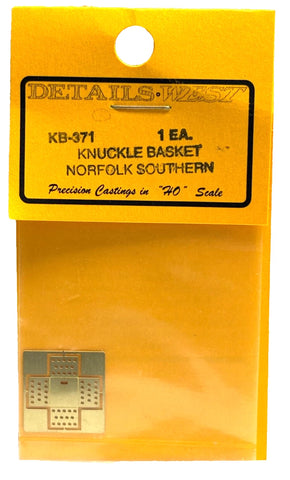 DETAILS WEST
KB-371 1 EA.
KNUCKLE BASKET
NORFOLK SOUTHERN
Precision Castings in "HO" Scale